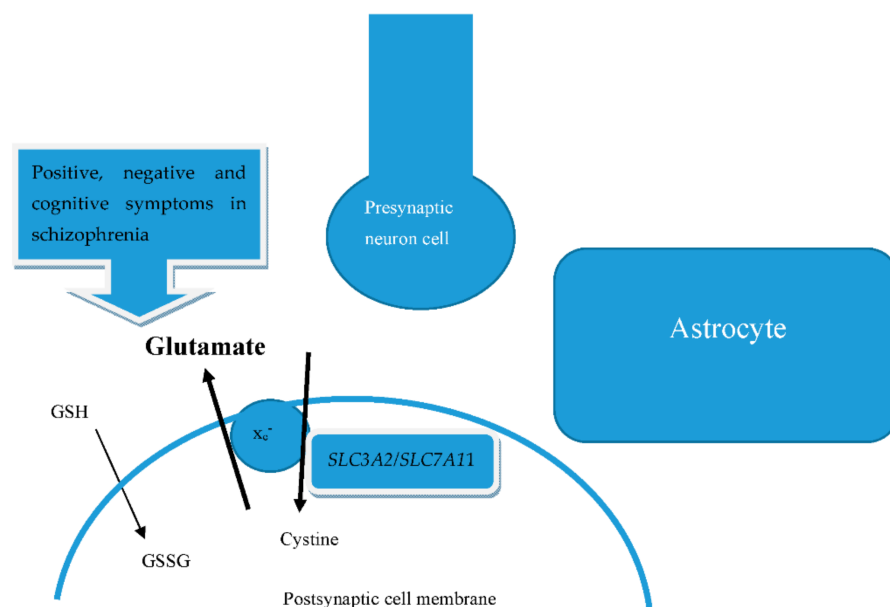 Positive, negative and
cognitive symptoms in
schizophrenia
Presynaptic
neuron cell
Astrocyte
Glutamate
GSH
xc-
SLC3A2/SLC7A11
Cystine
GSSG
Postsynaptic cell membrane